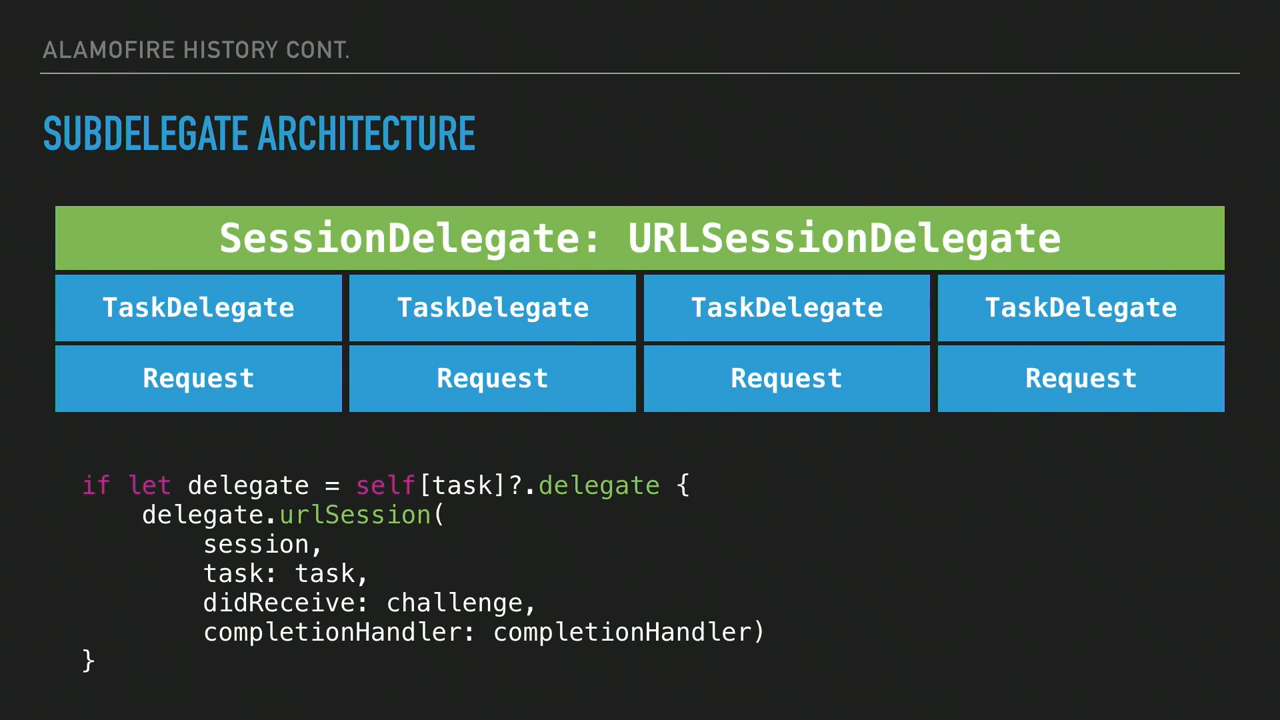 ALAMOFIRE HISTORY CONT.
SUBDELEGATE ARCHITECTURE
SessionDelegate: URLSessionDelegate
TaskDelegate TaskDelegate TaskDelegate TaskDelegate
Request Request Request Request
if let delegate = self[task]?.delegate {
    delegate.urlSession(
        session,
        task: task,
        didReceive: challenge,
        completionHandler: completionHandler)
}